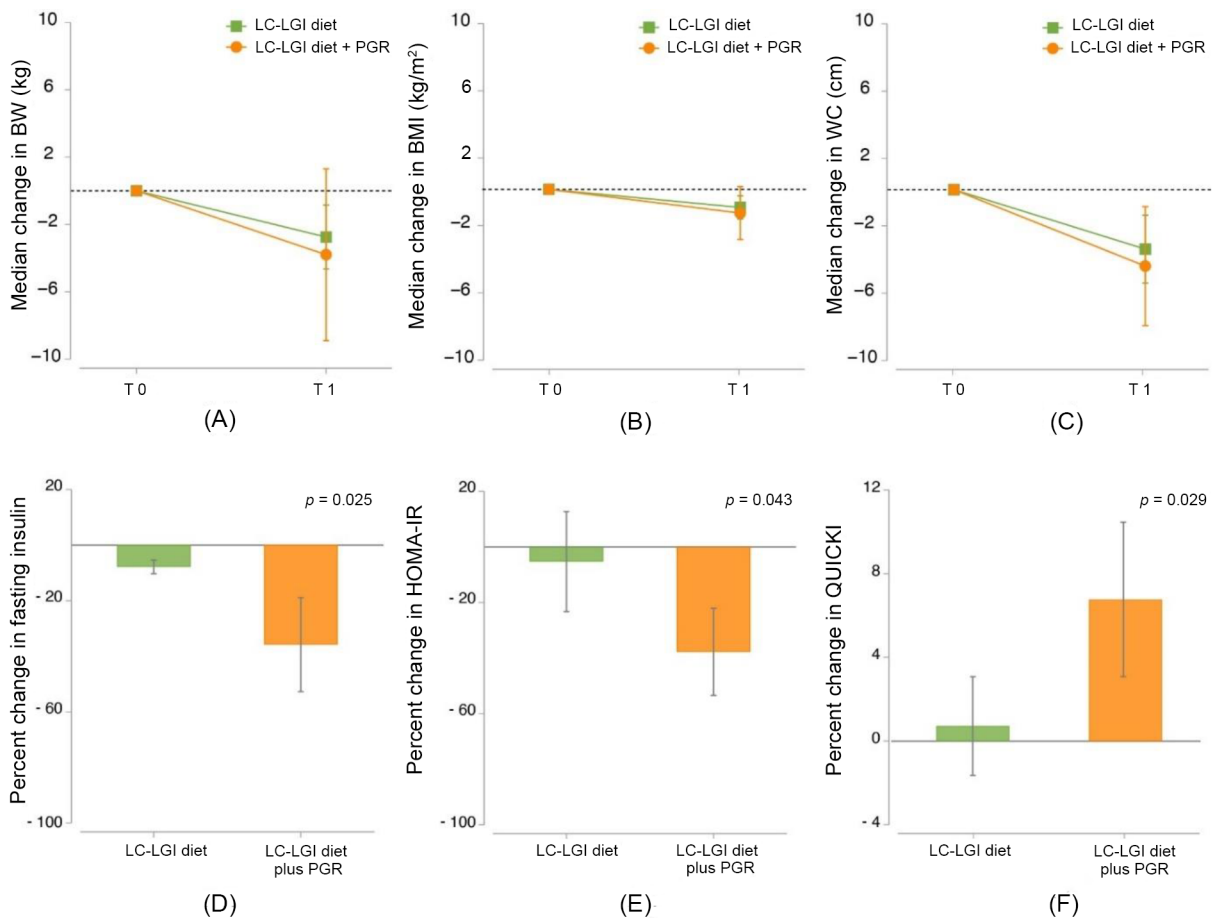 10
6
2
−2
−6
−10
Median change in BW (kg)
LC-LGI diet
LC-LGI diet + PGR
T 0
T 1
(A)
10
6
2
−2
−6
−10
Median change in BMI (kg/m²)
LC-LGI diet
LC-LGI diet + PGR
T 0
T 1
(B)
10
6
2
−2
−6
−10
Median change in WC (cm)
LC-LGI diet
LC-LGI diet + PGR
T 0
T 1
(C)
20
- 20
- 60
- 100
Percent change in fasting insulin
p = 0.025
LC-LGI diet
LC-LGI diet
plus PGR
(D)
20
- 20
- 60
- 100
Percent change in HOMA-IR
p = 0.043
LC-LGI diet
LC-LGI diet
plus PGR
(E)
12
8
4
0
- 4
Percent change in QUICKI
p = 0.029
LC-LGI diet
LC-LGI diet
plus PGR
(F)